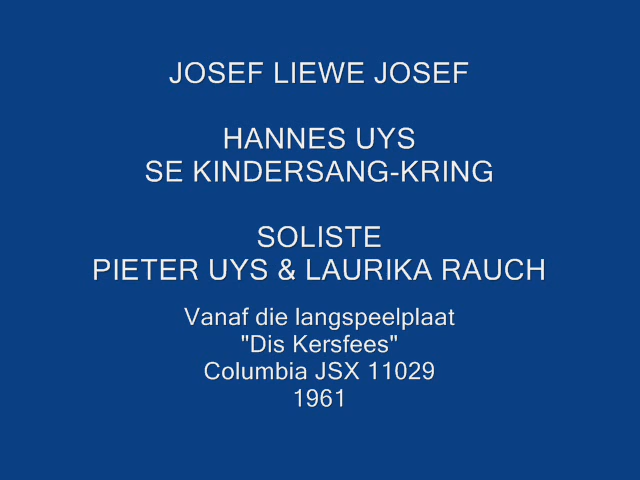 JOSEF LIEWE JOSEF
HANNES UYS
SE KINDERSANG-KRING
SOLISTE
PIETER UYS & LAURIKA RAUCH
Vanaf die langspeelplaat
"Dis Kersfees"
Columbia JSX 11029
1961